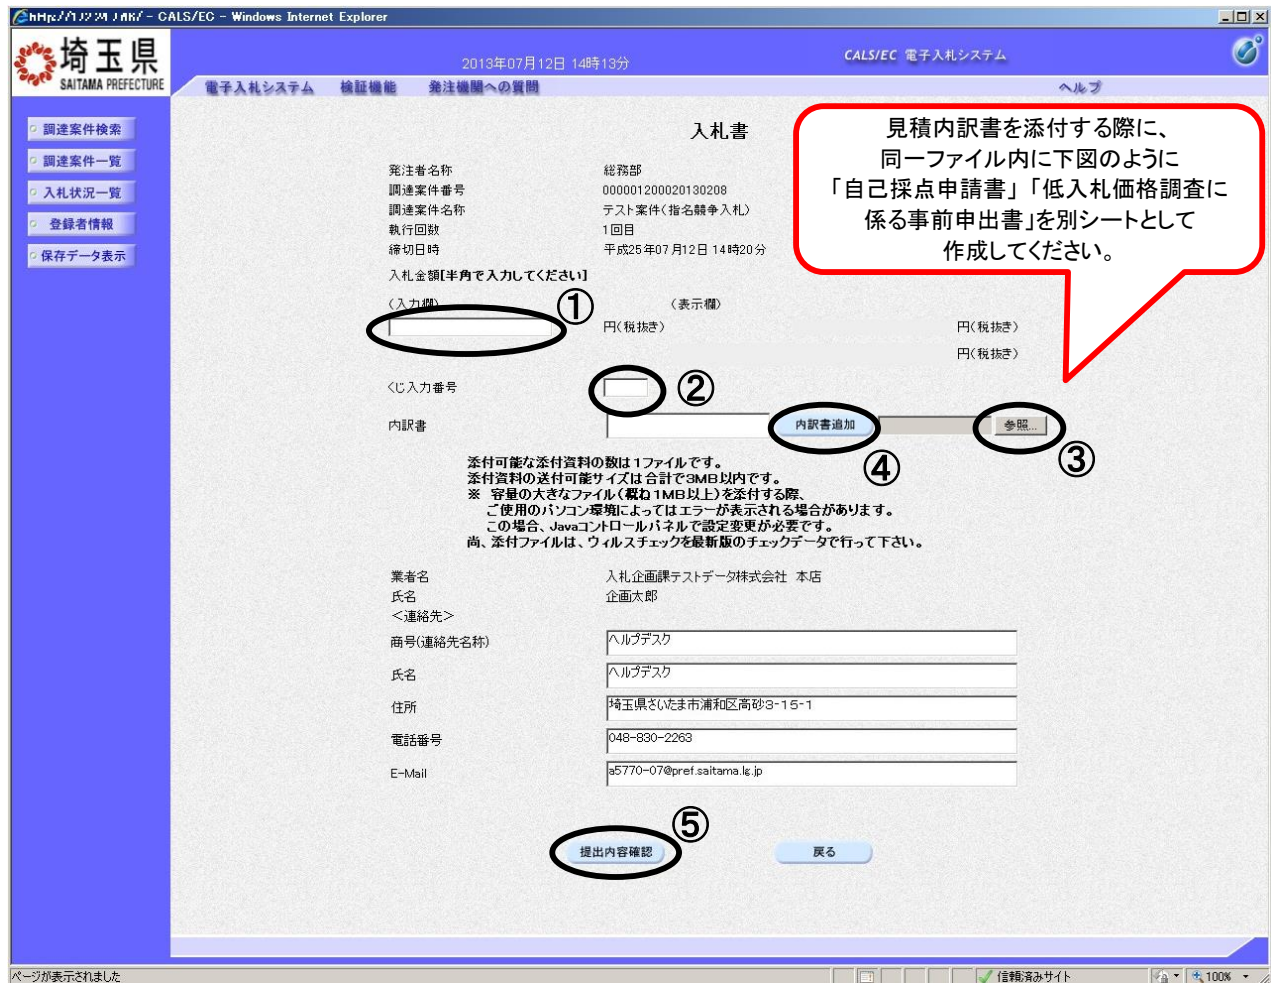 CALS/EC - Windows Internet Explorer
埼玉県
SAITAMA PREFECTURE
2013年07月12日 14時13分
CALS/EC 電子入札システム
電子入札システム 検証機能 発注機関への質問 ヘルプ
調達案件検索
調達案件一覧
入札状況一覧
登録者情報
保存データ表示
入札書
見積内訳書を添付する際に、
同一ファイル内に下図のように
「自己採点申請書」「低入札価格調査に
係る事前申出書」を別シートとして
作成してください。
発注者名称 総務部
調達案件番号 000001200020130208
調達案件名称 テスト案件(指名競争入札)
執行回数 1回目
締切日時 平成25年07月12日 14時20分
入札金額[半角で入力してください]
(入力欄) ① (表示欄)
円(税抜き) 円(税抜き)
円(税抜き)
くじ入力番号 ②
内訳書 内訳書追加 参照...
④ ③
添付可能な添付資料の数は1ファイルです。
添付資料の送付可能サイズは合計で3MB以内です。
※ 容量の大きなファイル(概ね1MB以上)を添付する際、
ご使用のパソコン環境によってはエラーが表示される場合があります。
この場合、Javaコントロールパネルで設定変更が必要です。
尚、添付ファイルは、ウィルスチェックを最新版のチェックデータで行って下さい。
業者名 入札企画課テストデータ株式会社 本店
氏名 企画太郎
<連絡先>
商号(連絡先名称) ヘルプデスク
氏名 ヘルプデスク
住所 埼玉県さいたま市浦和区高砂3-15-1
電話番号 048-830-2263
E-Mail a5770-07@pref.saitama.lg.jp
⑤
提出内容確認 戻る
ページが表示されました 信頼済みサイト 100%